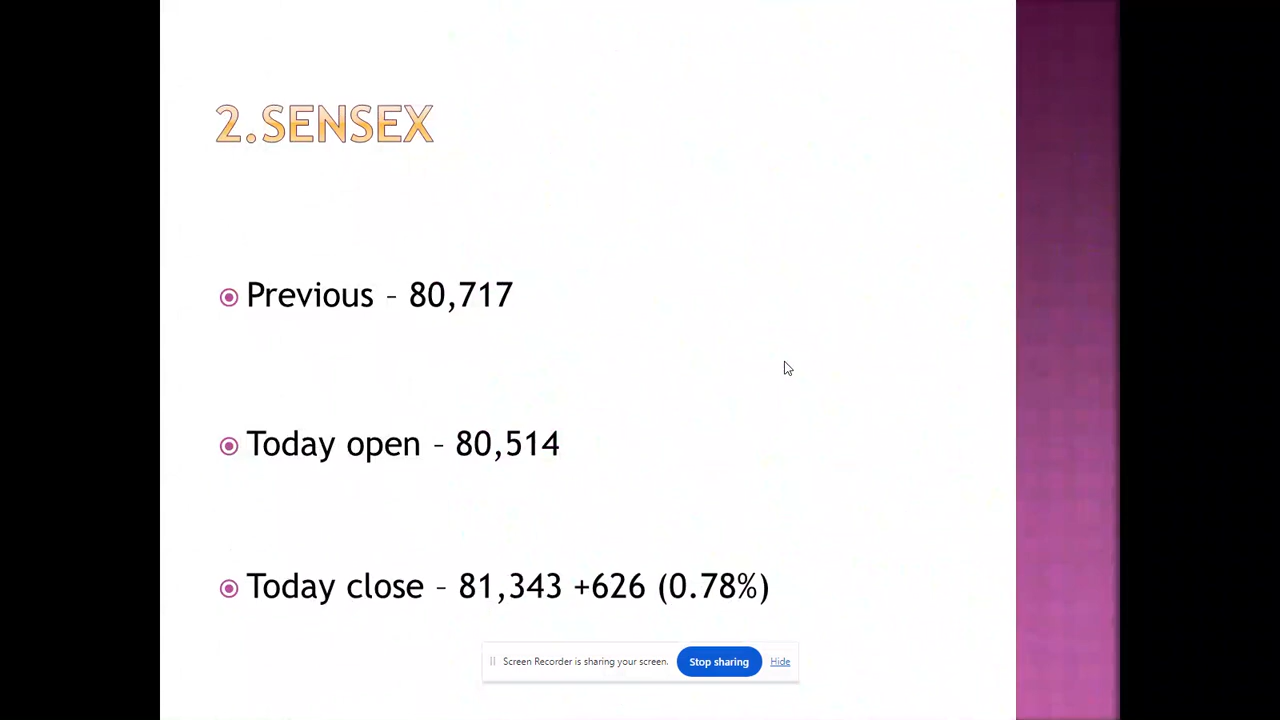 2.SENSEX
Previous – 80,717
Today open – 80,514
Today close – 81,343 +626 (0.78%)
Screen Recorder is sharing your screen. Stop sharing Hide